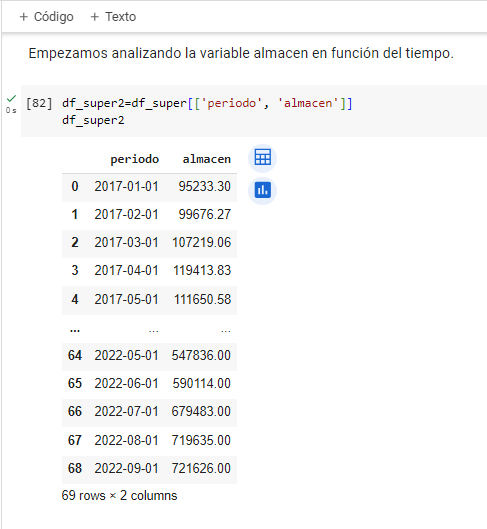 + Código + Texto
Empezamos analizando la variable almacen en función del tiempo.
[82] df_super2=df_super[['periodo', 'almacen']]
0 s
df_super2
periodo almacen
0 2017-01-01 95233.30
1 2017-02-01 99676.27
2 2017-03-01 107219.06
3 2017-04-01 119413.83
4 2017-05-01 111650.58
... ... ...
64 2022-05-01 547836.00
65 2022-06-01 590114.00
66 2022-07-01 679483.00
67 2022-08-01 719635.00
68 2022-09-01 721626.00
69 rows × 2 columns